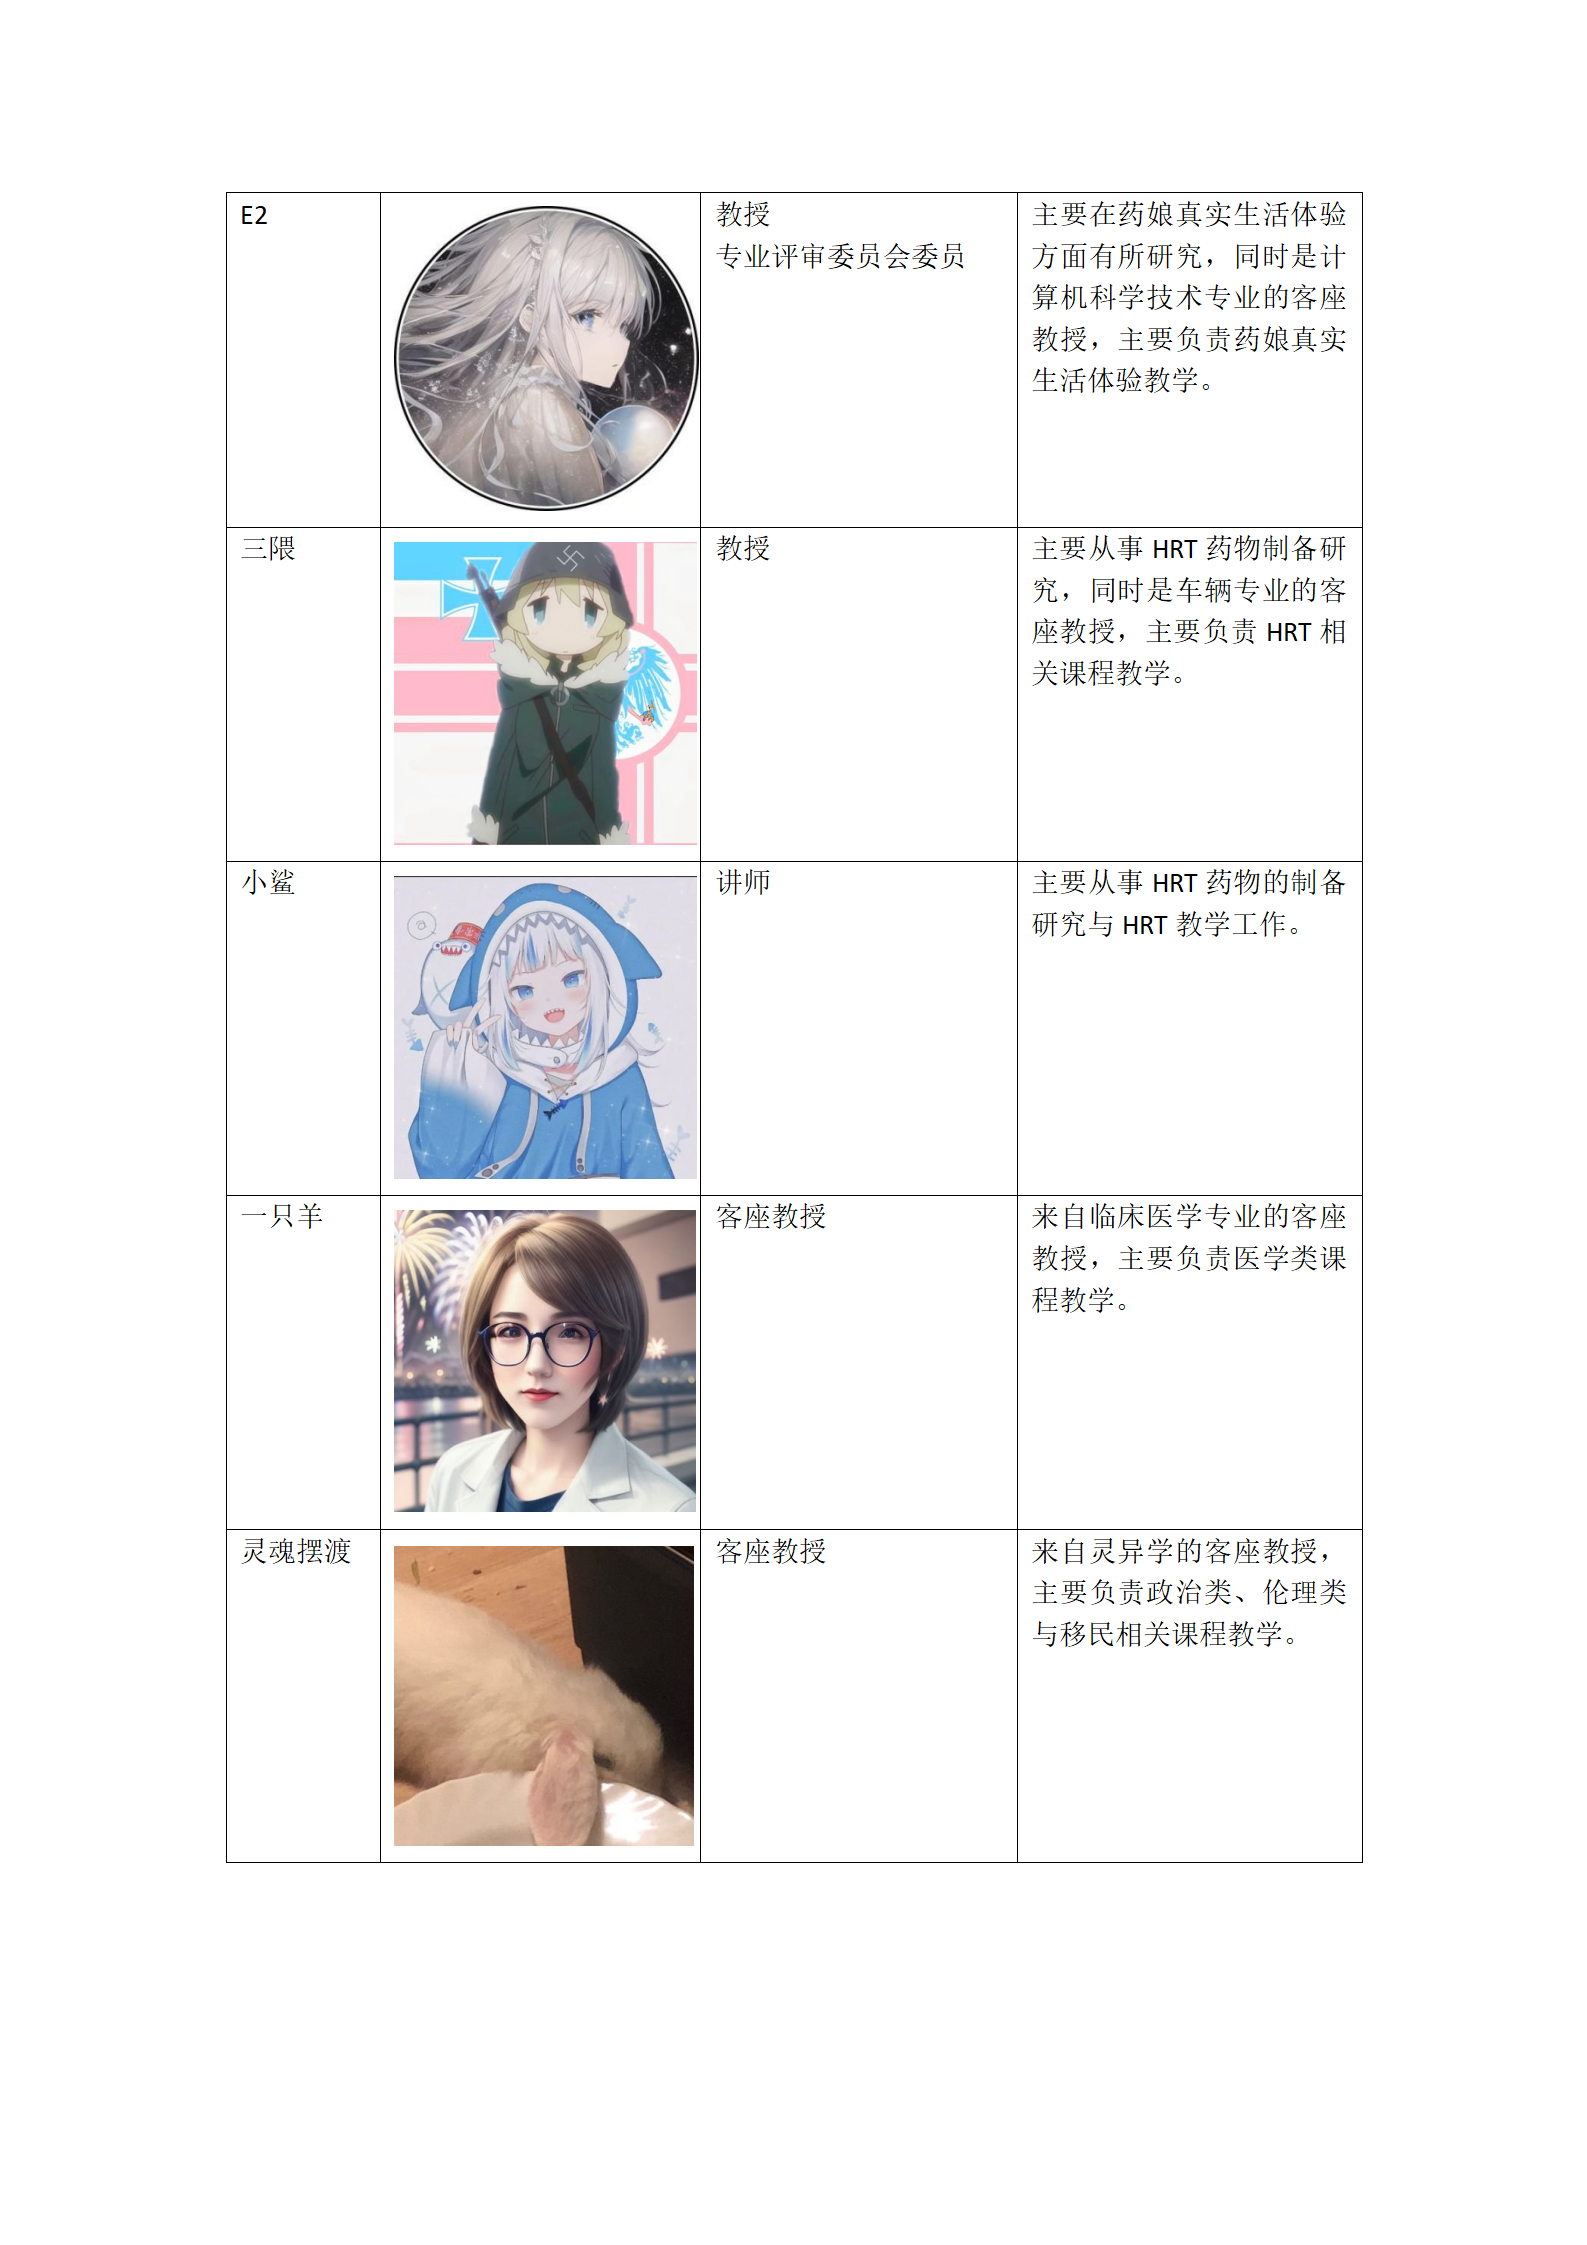 E2
教授
专业评审委员会委员
主要在药娘真实生活体验
方面有所研究，同时是计
算机科学技术专业的客座
教授，主要负责药娘真实
生活体验教学。
三隈
教授
主要从事 HRT 药物制备研
究，同时是车辆专业的客
座教授，主要负责 HRT 相
关课程教学。
小鲨
讲师
主要从事 HRT 药物的制备
研究与 HRT 教学工作。
一只羊
客座教授
来自临床医学专业的客座
教授，主要负责医学类课
程教学。
灵魂摆渡
客座教授
来自灵异学的客座教授，
主要负责政治类、伦理类
与移民相关课程教学。